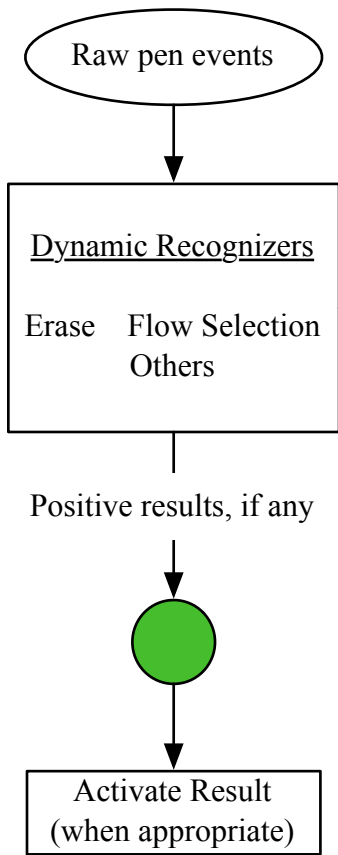 Raw pen events
Dynamic Recognizers
Erase Flow Selection
Others
Positive results, if any
Activate Result
(when appropriate)